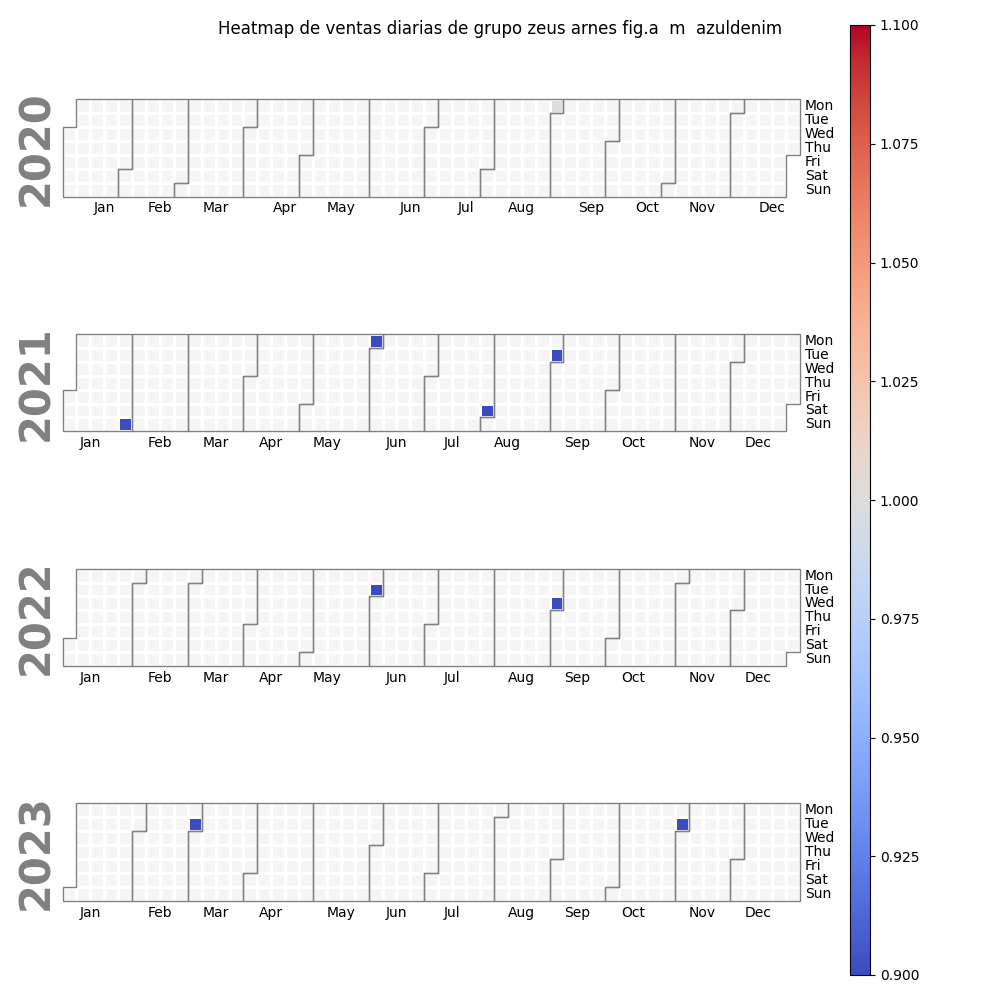 Heatmap de ventas diarias de grupo zeus arnes fig.a  m  azuldenim
2020
Mon
Tue
Wed
Thu
Fri
Sat
Sun
Jan Feb Mar Apr May Jun Jul Aug Sep Oct Nov Dec
2021
Mon
Tue
Wed
Thu
Fri
Sat
Sun
Jan Feb Mar Apr May Jun Jul Aug Sep Oct Nov Dec
2022
Mon
Tue
Wed
Thu
Fri
Sat
Sun
Jan Feb Mar Apr May Jun Jul Aug Sep Oct Nov Dec
2023
Mon
Tue
Wed
Thu
Fri
Sat
Sun
Jan Feb Mar Apr May Jun Jul Aug Sep Oct Nov Dec
1.100
1.075
1.050
1.025
1.000
0.975
0.950
0.925
0.900